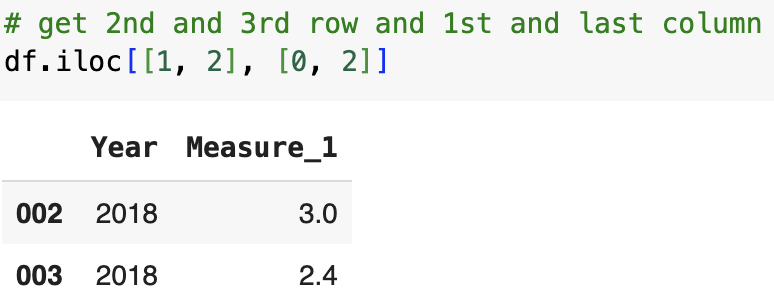 # get 2nd and 3rd row and 1st and last column
df.iloc[[1, 2], [0, 2]]
Year Measure_1
002 2018 3.0
003 2018 2.4